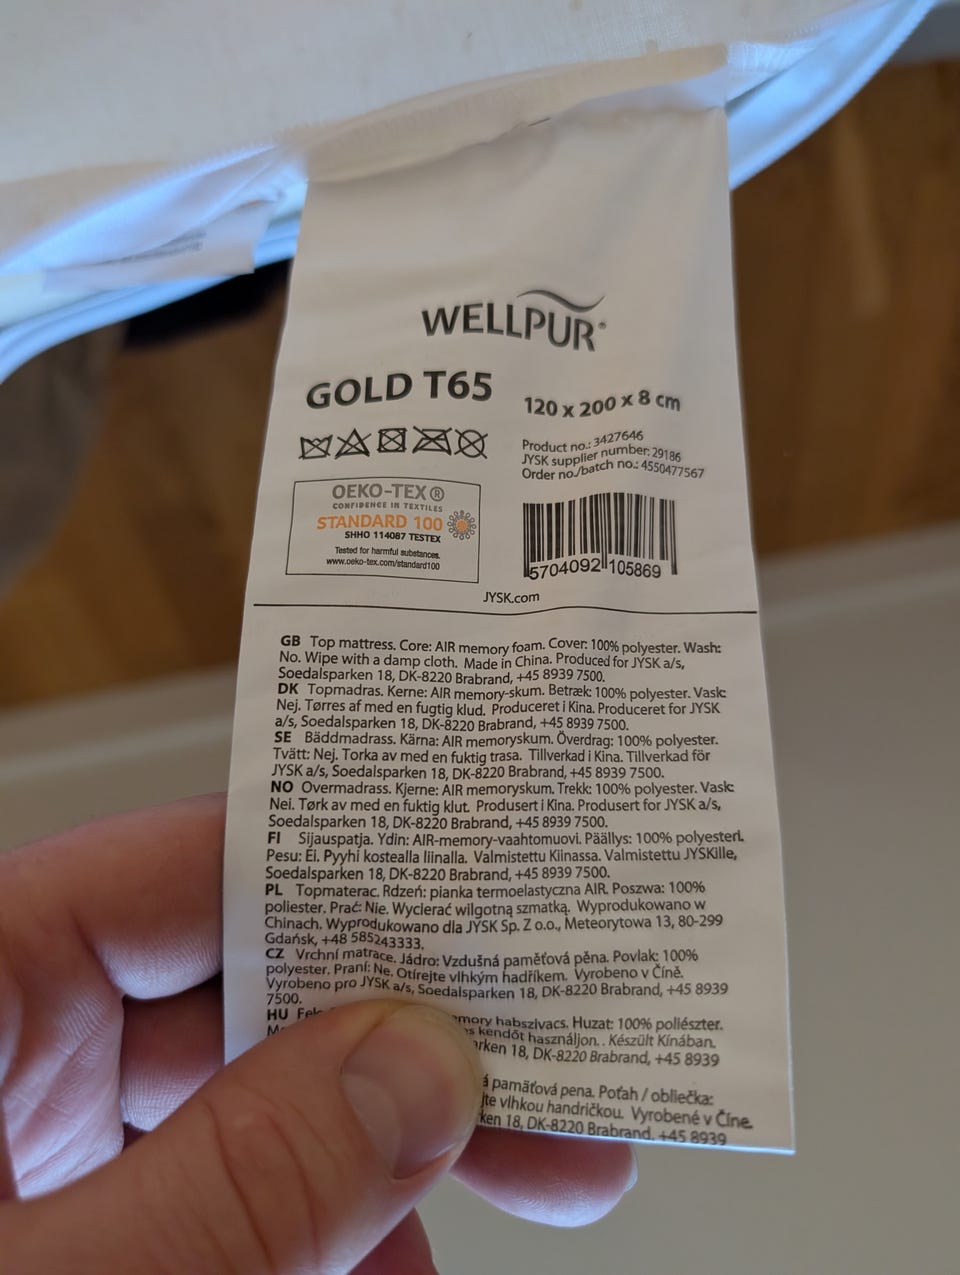 WELLPUR®
GOLD T65
120 x 200 x 8 cm
Product no.: 3427646
JYSK supplier number: 29186
Order no./batch no.: 4550477567
OEKO-TEX®
CONFIDENCE IN TEXTILES
STANDARD 100
SHHO 114087 TESTEX
Tested for harmful substances.
www.oeko-tex.com/standard100
5704092 105869
JYSK.com
GB Top mattress. Core: AIR memory foam. Cover: 100% polyester. Wash:
No. Wipe with a damp cloth. Made in China. Produced for JYSK a/s,
Soedalsparken 18, DK-8220 Brabrand, +45 8939 7500.
DK Topmadras. Kerne: AIR memory-skum. Betræk: 100% polyester. Vask:
Nej. Tørres af med en fugtig klud. Produceret i Kina. Produceret for JYSK
a/s, Soedalsparken 18, DK-8220 Brabrand, +45 8939 7500.
SE Bäddmadrass. Kärna: AIR memoryskum. Överdrag: 100% polyester.
Tvätt: Nej. Torka av med en fuktig trasa. Tillverkad i Kina. Tillverkad för
JYSK a/s, Soedalsparken 18, DK-8220 Brabrand, +45 8939 7500.
NO Overmadrass. Kjerne: AIR memoryskum. Trekk: 100% polyester. Vask:
Nei. Tørk av med en fuktig klut. Produsert i Kina. Produsert for JYSK a/s,
Soedalsparken 18, DK-8220 Brabrand, +45 8939 7500.
FI Sijauspatja. Ydin: AIR-memory-vaahtomuovi. Päällys: 100% polyesteri.
Pesu: Ei. Pyyhi kostealla liinalla. Valmistettu Kiinassa. Valmistettu JYSKille,
Soedalsparken 18, DK-8220 Brabrand, +45 8939 7500.
PL Topmaterac. Rdzeń: pianka termoelastyczna AIR. Poszwa: 100%
poliester. Prać: Nie. Wycierać wilgotną szmatką. Wyprodukowano w
Chinach. Wyprodukowano dla JYSK Sp. Z o.o., Meteorytowa 13, 80-299
Gdańsk, +48 585243333.
CZ Vrchní matrace. Jádro: Vzdušná paměťová pěna. Povlak: 100%
polyester. Praní: Ne. Otírejte vlhkým hadříkem. Vyrobeno v Číně.
Vyrobeno pro JYSK a/s, Soedalsparken 18, DK-8220 Brabrand, +45 8939
7500.
HU habszivacs. Huzat: 100% poliészter.
kendőt használjon.. Készült Kínában.
18, DK-8220 Brabrand, +45 8939
pamäťová pena. Poťah / obliečka:
vlhkou handričkou. Vyrobené v Číne.
18, DK-8220 Brabrand, +45 8939